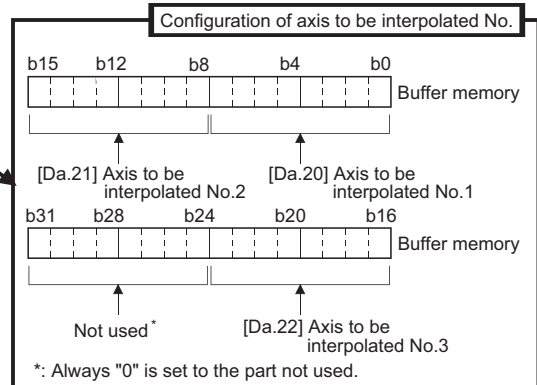 Configuration of axis to be interpolated No.
b15 b12 b8 b4 b0
Buffer memory
[Da.21] Axis to be interpolated No.2
[Da.20] Axis to be interpolated No.1
b31 b28 b24 b20 b16
Buffer memory
Not used*
[Da.22] Axis to be interpolated No.3
*: Always "0" is set to the part not used.